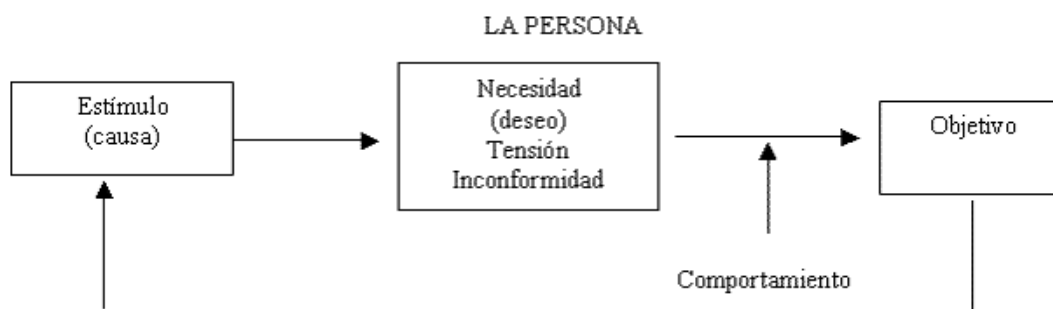 LA PERSONA
Estímulo
(causa)
Necesidad
(deseo)
Tensión
Inconformidad
Objetivo
Comportamiento